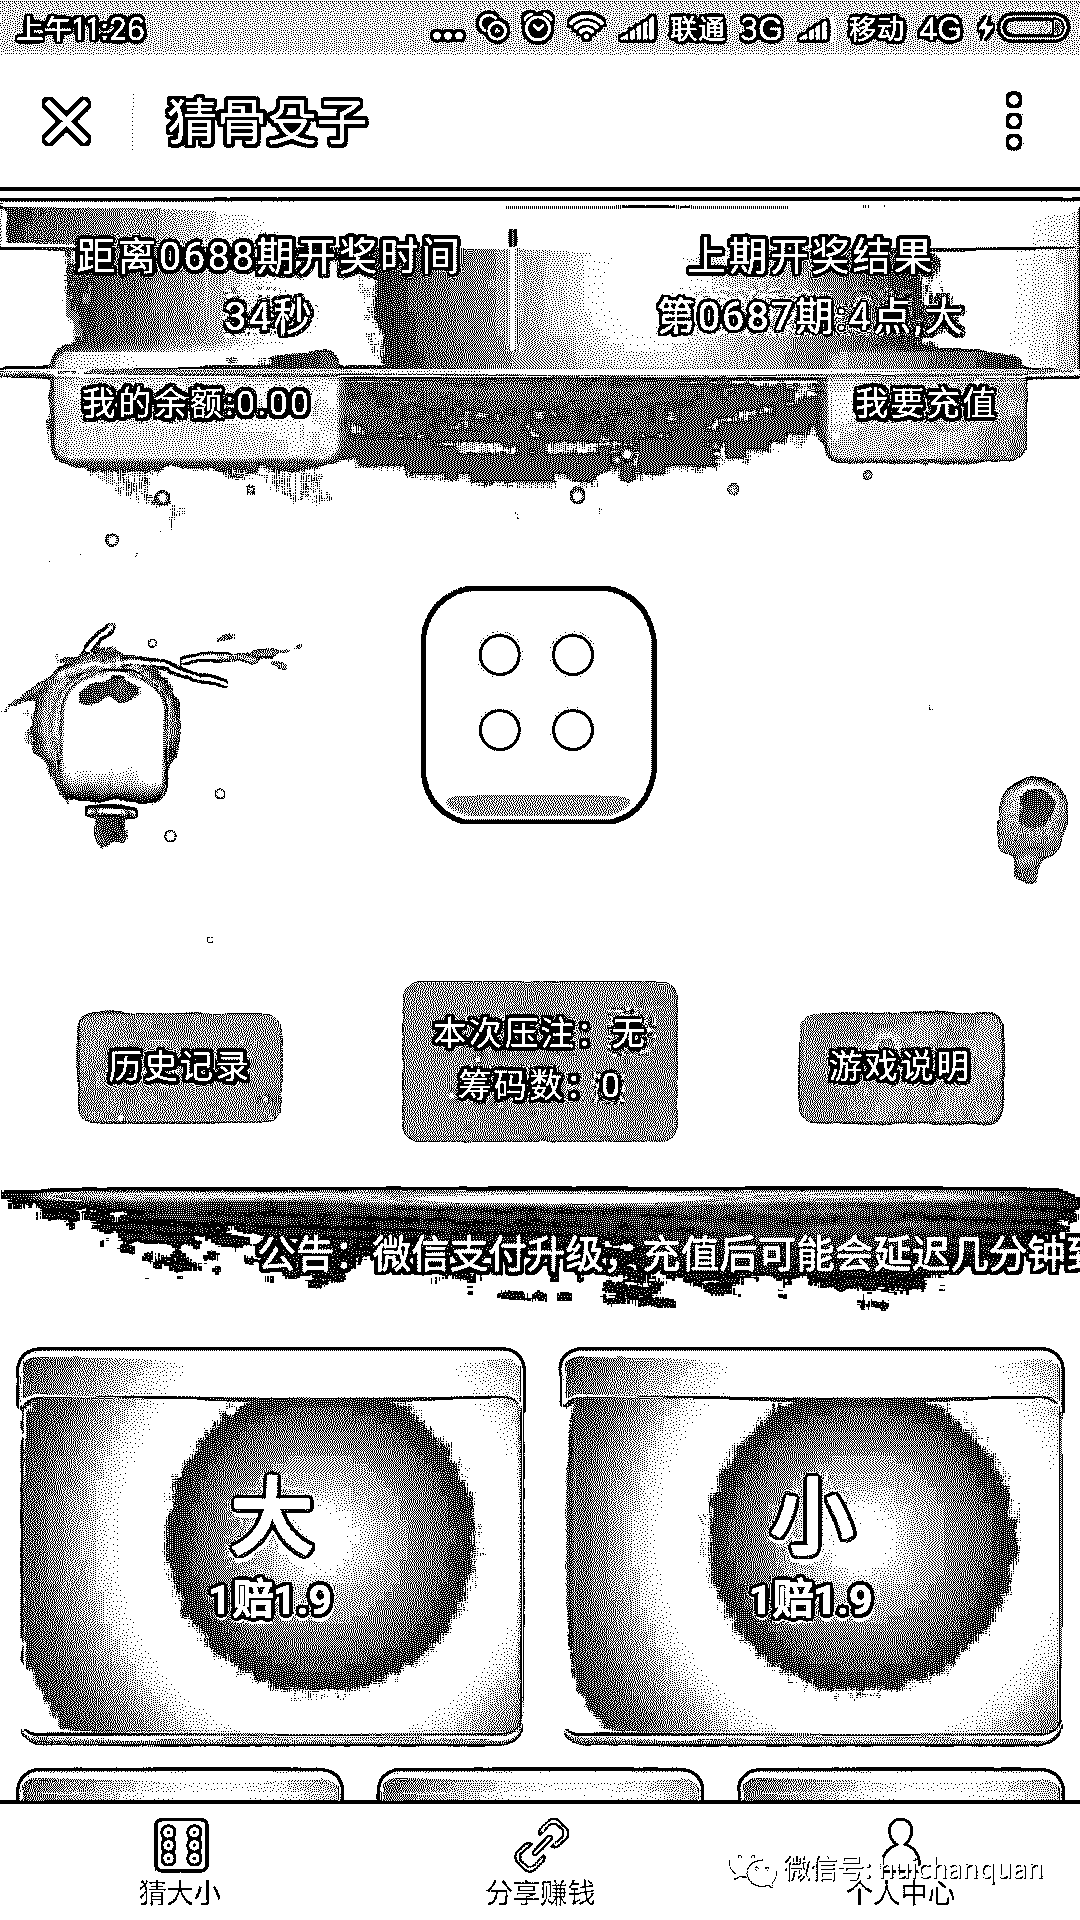 上午11:26 ... 联通 3G 移动 4G
猜骨殳子
距离0688期开奖时间
34秒
上期开奖结果
第0687期:4点,大
我的余额:0.00
我要充值
历史记录
本次压注：无
筹码数：0
游戏说明
公告：微信支付升级，充值后可能会延迟几分钟到
大
1赔1.9
小
1赔1.9
猜大小
分享赚钱
个人中心
微信号: huichanquan